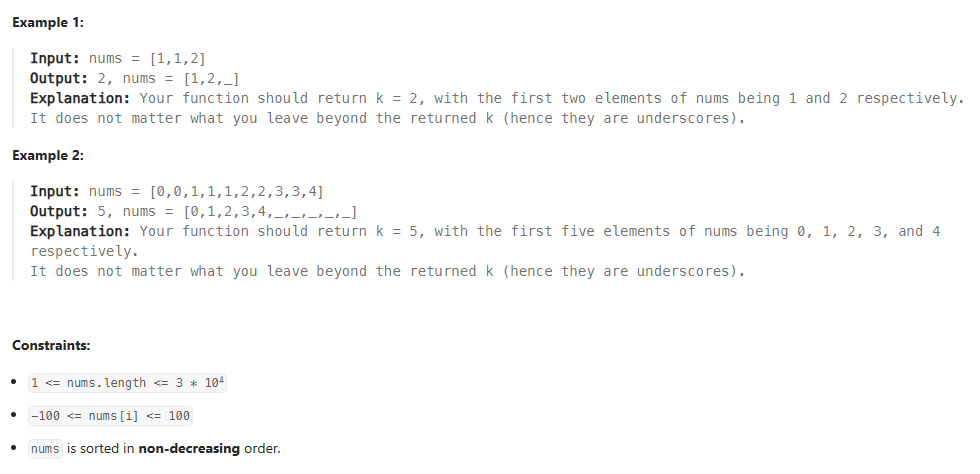 Example 1:
Input: nums = [1,1,2]
Output: 2, nums = [1,2,_]
Explanation: Your function should return k = 2, with the first two elements of nums being 1 and 2 respectively.
It does not matter what you leave beyond the returned k (hence they are underscores).
Example 2:
Input: nums = [0,0,1,1,1,2,2,3,3,4]
Output: 5, nums = [0,1,2,3,4,_,_,_,_,_]
Explanation: Your function should return k = 5, with the first five elements of nums being 0, 1, 2, 3, and 4
respectively.
It does not matter what you leave beyond the returned k (hence they are underscores).
Constraints:
• 1 <= nums.length <= 3 * 10⁴
• -100 <= nums[i] <= 100
• nums is sorted in non-decreasing order.